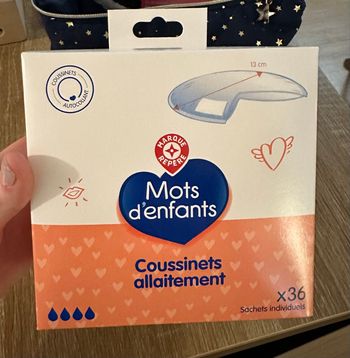 COUSSINETS
AUTOCOLLANT
13 cm
MARQUE
REPÈRE
Mots
d'enfants
Coussinets
allaitement
x36
Sachets individuels